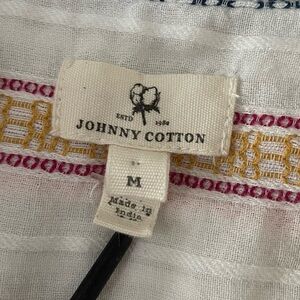 ESTD 1980
JOHNNY COTTON
M
Made in
India